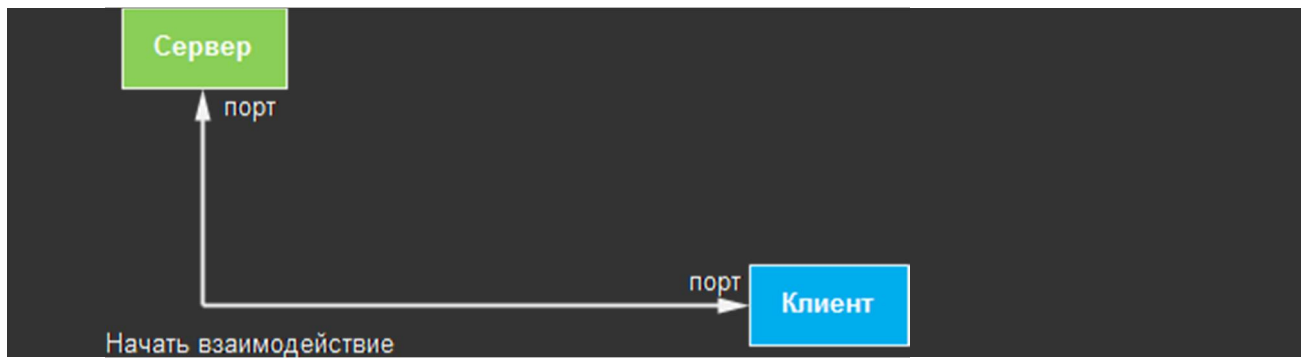 Сервер
порт
порт
Клиент
Начать взаимодействие